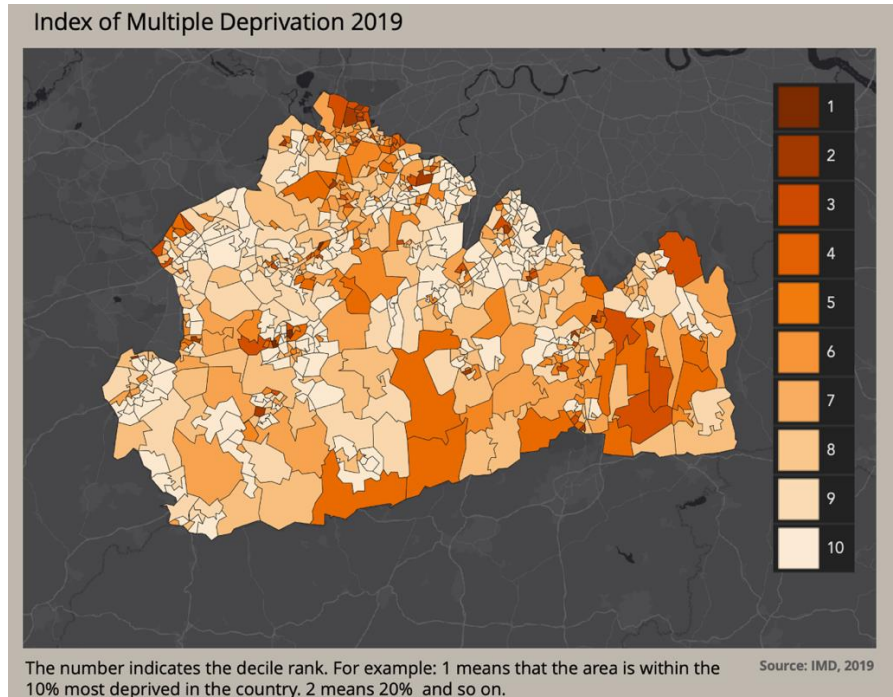 Index of Multiple Deprivation 2019
1
2
3
4
5
6
7
8
9
10
The number indicates the decile rank. For example: 1 means that the area is within the
10% most deprived in the country. 2 means 20% and so on.
Source: IMD, 2019